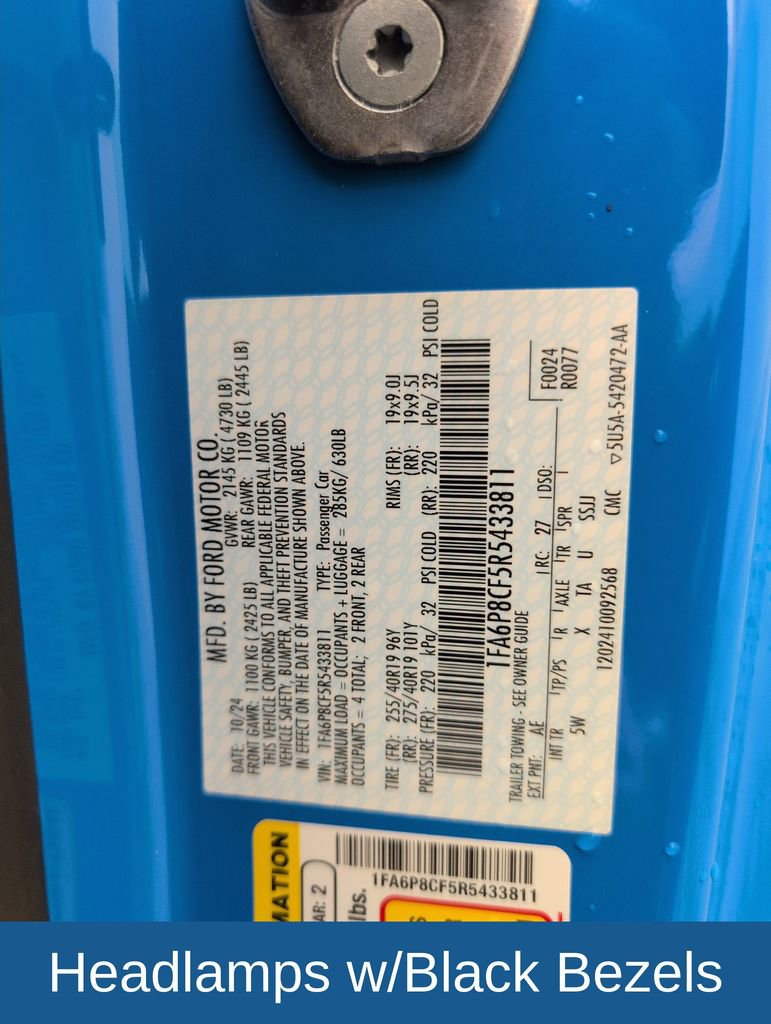 MFD. BY FORD MOTOR CO.
DATE: 10/24 GVWR: 2145 KG ( 4730 LB)
FRONT GAWR: 1100 KG ( 2425 LB) REAR GAWR: 1109 KG ( 2445 LB)
THIS VEHICLE CONFORMS TO ALL APPLICABLE FEDERAL MOTOR
VEHICLE SAFETY, BUMPER, AND THEFT PREVENTION STANDARDS
IN EFFECT ON THE DATE OF MANUFACTURE SHOWN ABOVE.
VIN: 1FA6P8CF5R5433811 TYPE: Passenger Car
MAXIMUM LOAD = OCCUPANTS + LUGGAGE = 285KG/ 630LB
OCCUPANTS = 4 TOTAL; 2 FRONT, 2 REAR
TIRE (FR): 255/40R19 96Y RIMS (FR): 19x9.0J
(RR): 275/40R19 101Y (RR): 19x9.5J
PRESSURE (FR): 220 kPa/ 32 PSI COLD (RR): 220 kPa/ 32 PSI COLD
1FA6P8CF5R5433811
TRAILER TOWING - SEE OWNER GUIDE F0024
EXT PNT: AE RC: 27 DSO: R0077
INT TR TP/PS R AXLE TR SPR
5W X TA U SSJJ
1202410092568 CMC ▽5U5A-5420472-AA
MATION
AR: 2
lbs.
1FA6P8CF5R5433811
Headlamps w/Black Bezels